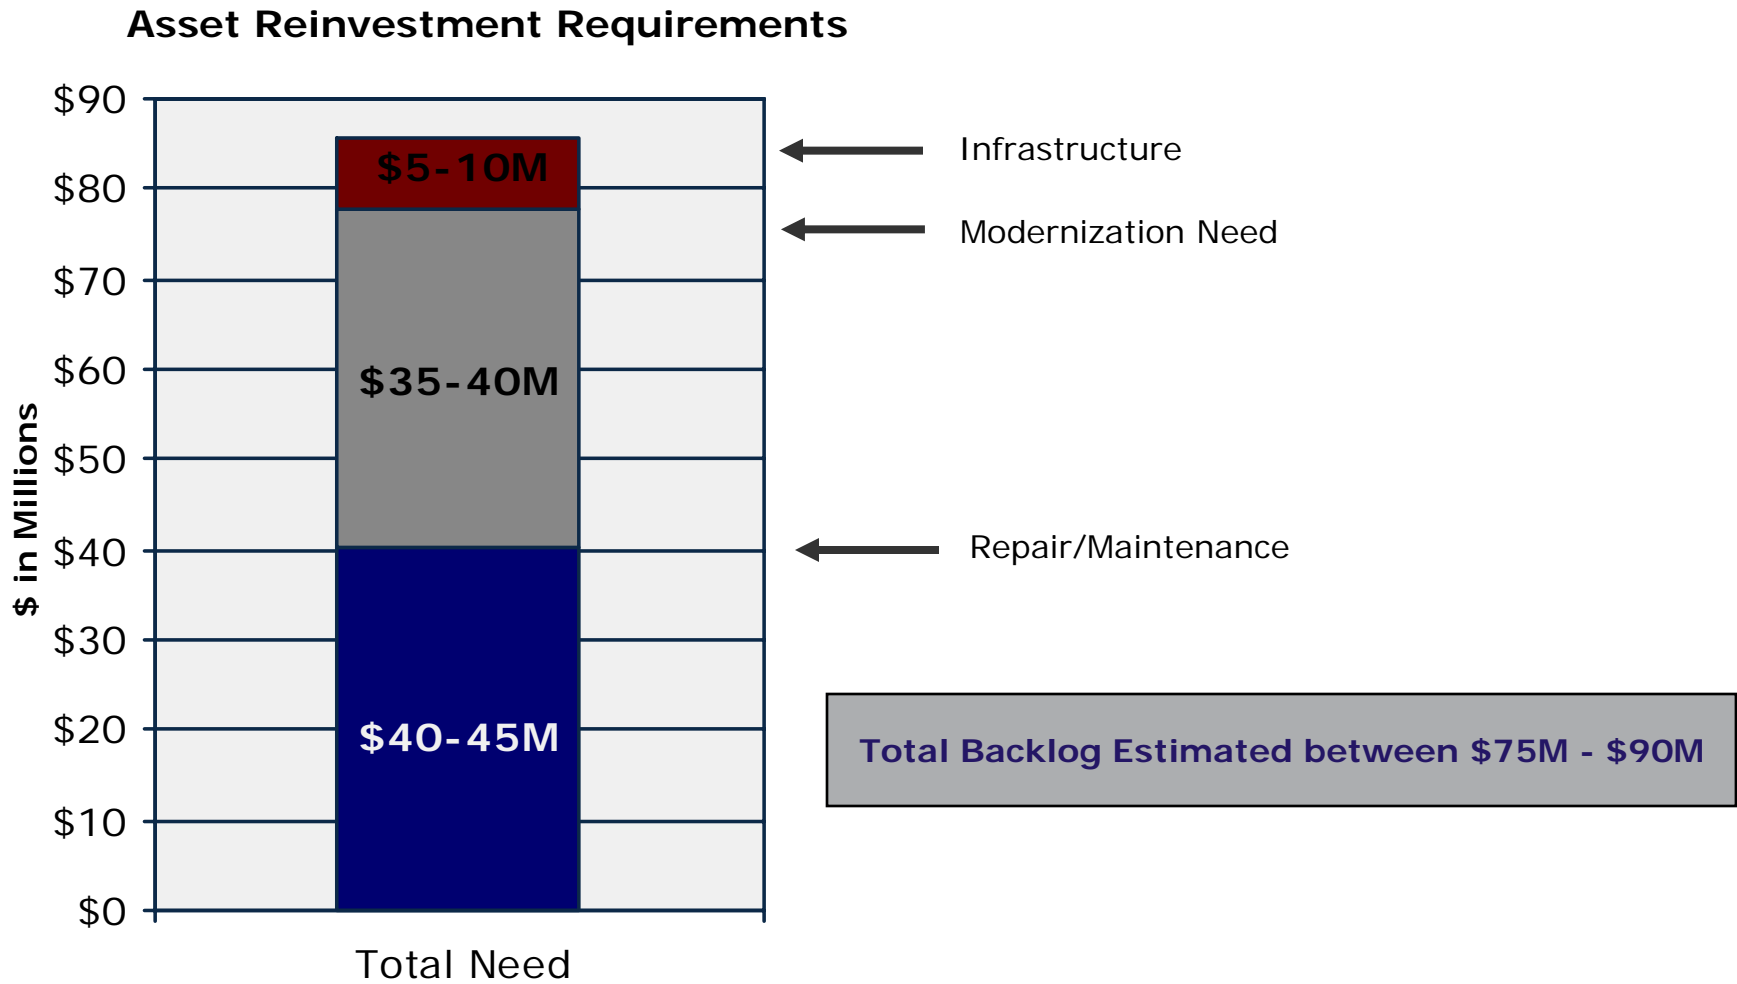 Asset Reinvestment Requirements
$90
$80
$70
$60
$50
$40
$30
$20
$10
$0
$ in Millions
$5-10M
$35-40M
$40-45M
Total Need
Infrastructure
Modernization Need
Repair/Maintenance
Total Backlog Estimated between $75M - $90M